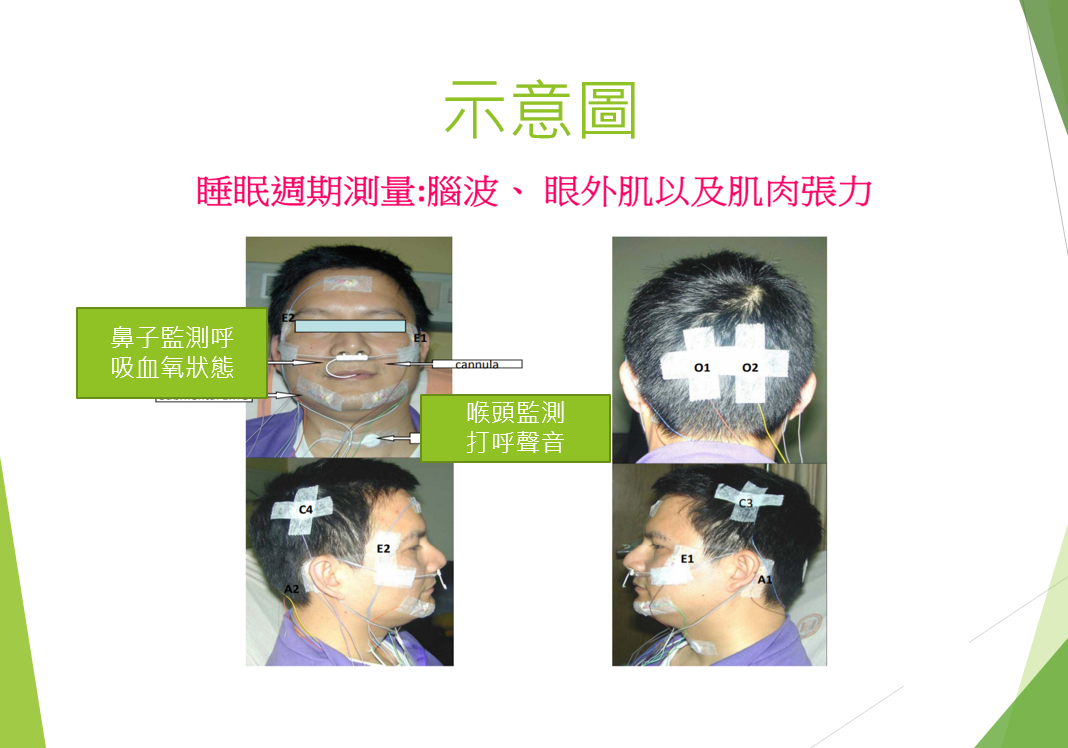 示意圖
睡眠週期測量:腦波、 眼外肌以及肌肉張力
E2
E1
鼻子監測呼
吸血氧狀態
cannula
喉頭監測
打呼聲音
O1
O2
C4
E2
A2
C3
E1
A1